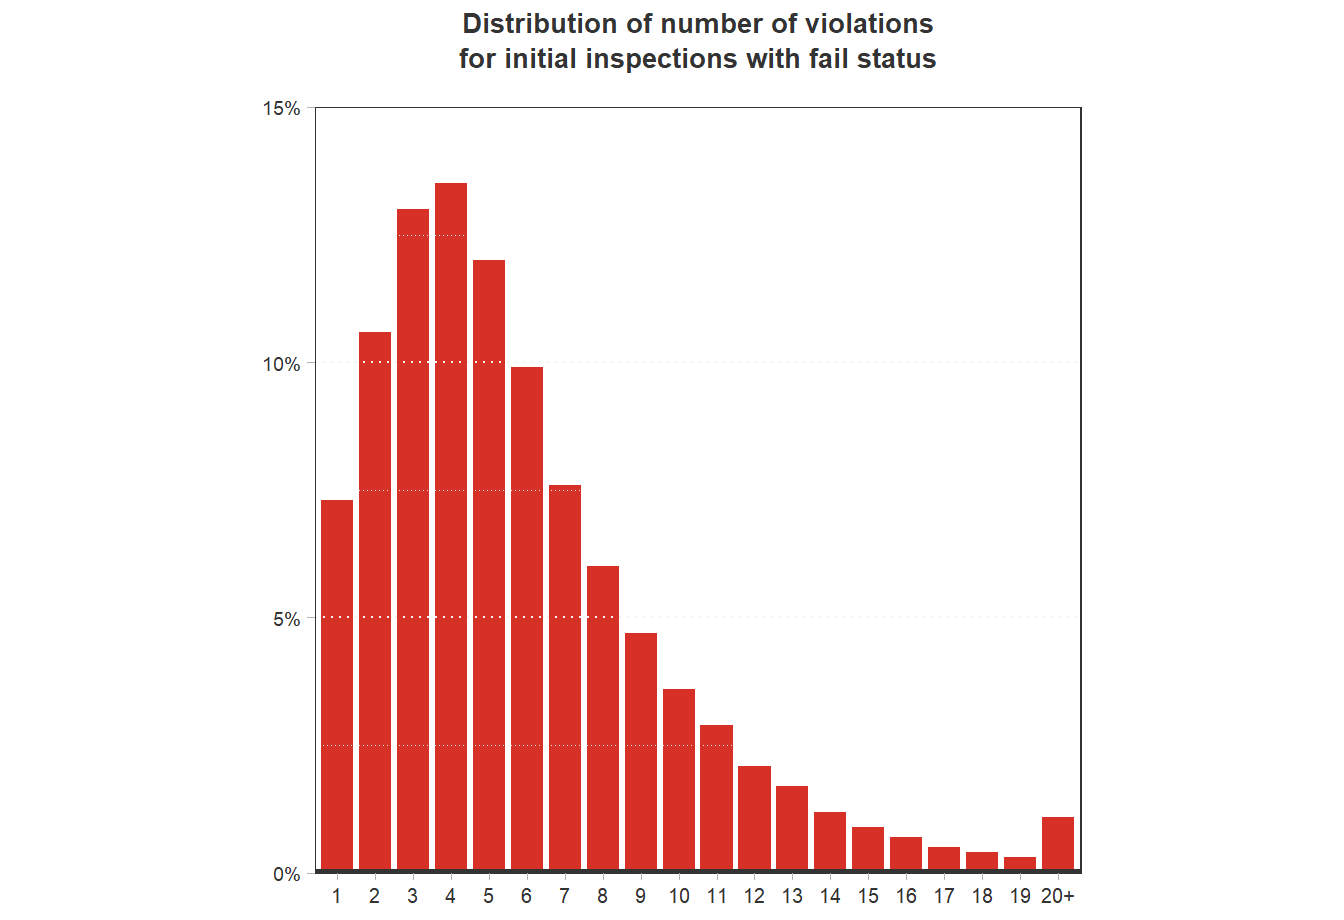 Distribution of number of violations
for initial inspections with fail status
15%
10%
5%
0%
1 2 3 4 5 6 7 8 9 10 11 12 13 14 15 16 17 18 19 20+